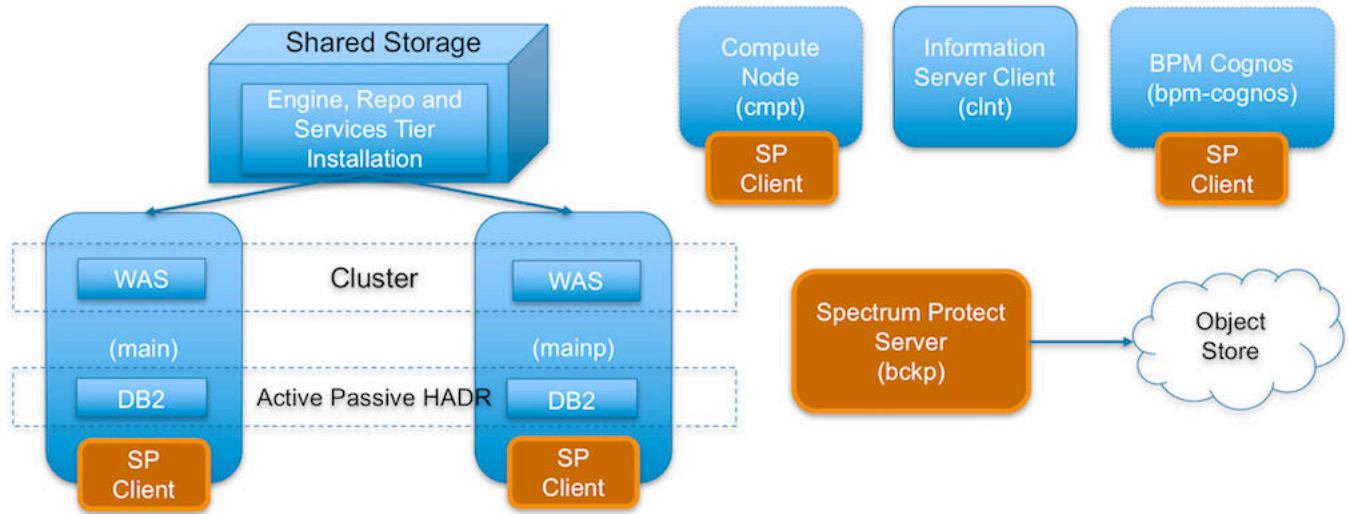 Shared Storage
Engine, Repo and
Services Tier
Installation
Compute
Node
(cmpt)
SP
Client
Information
Server Client
(clnt)
BPM Cognos
(bpm-cognos)
SP
Client
WAS
Cluster
WAS
(main)
(mainp)
DB2
Active Passive HADR
DB2
SP
Client
SP
Client
Spectrum Protect
Server
(bckp)
Object
Store